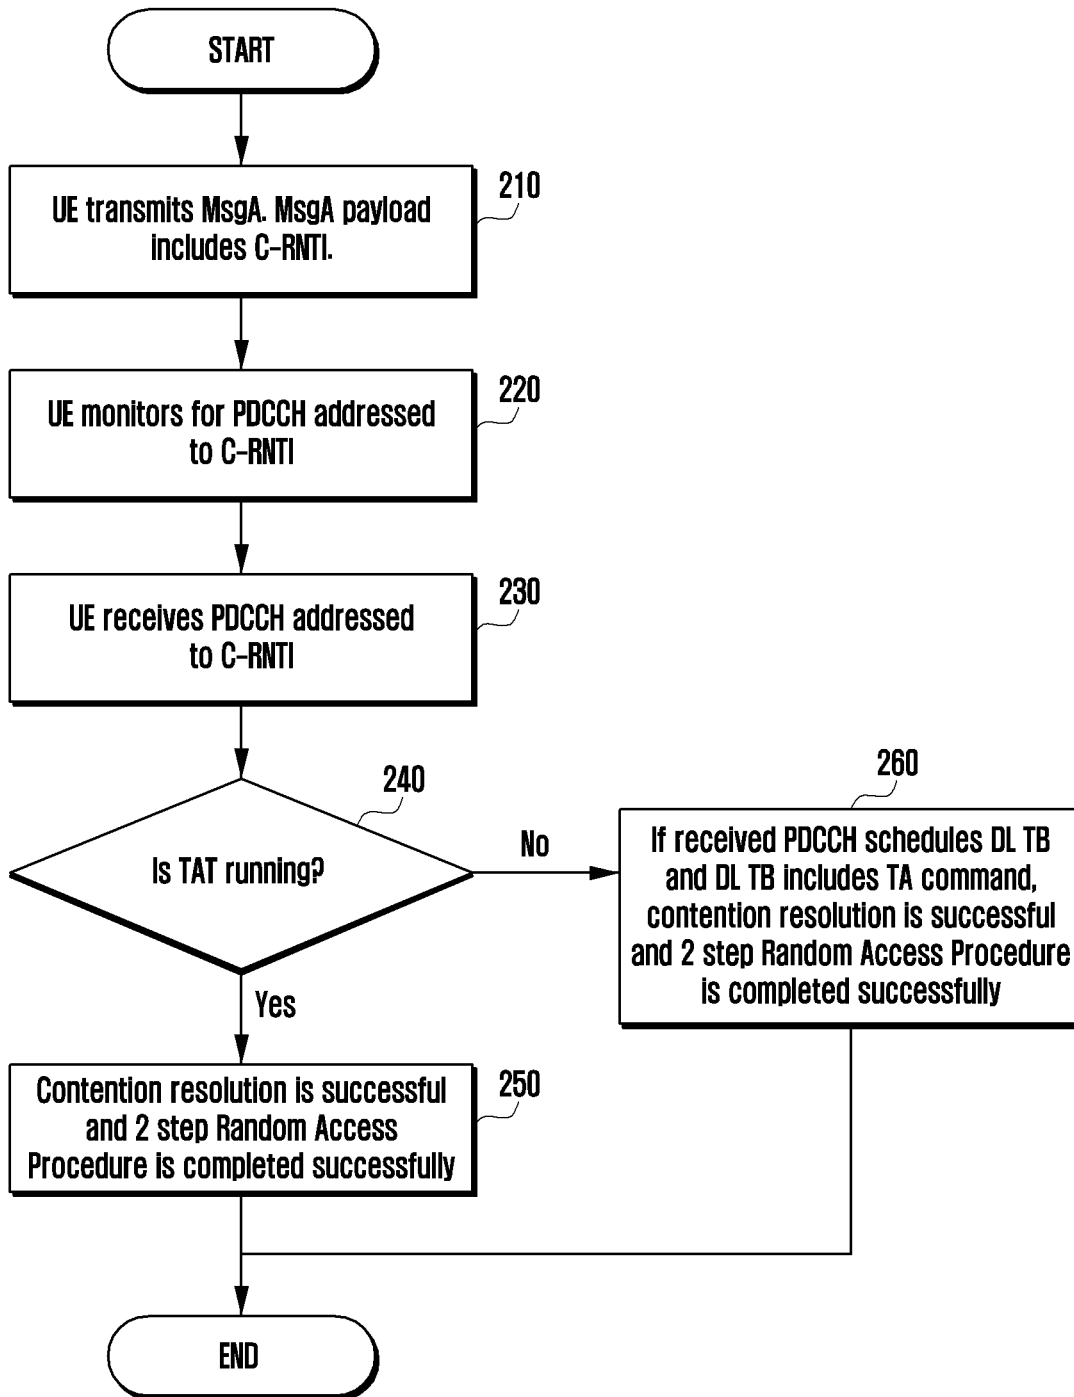 START
210
UE transmits MsgA. MsgA payload
includes C-RNTI.
220
UE monitors for PDCCH addressed
to C-RNTI
230
UE receives PDCCH addressed
to C-RNTI
240
Is TAT running?
No
260
If received PDCCH schedules DL TB
and DL TB includes TA command,
contention resolution is successful
and 2 step Random Access Procedure
is completed successfully
Yes
250
Contention resolution is successful
and 2 step Random Access
Procedure is completed successfully
END